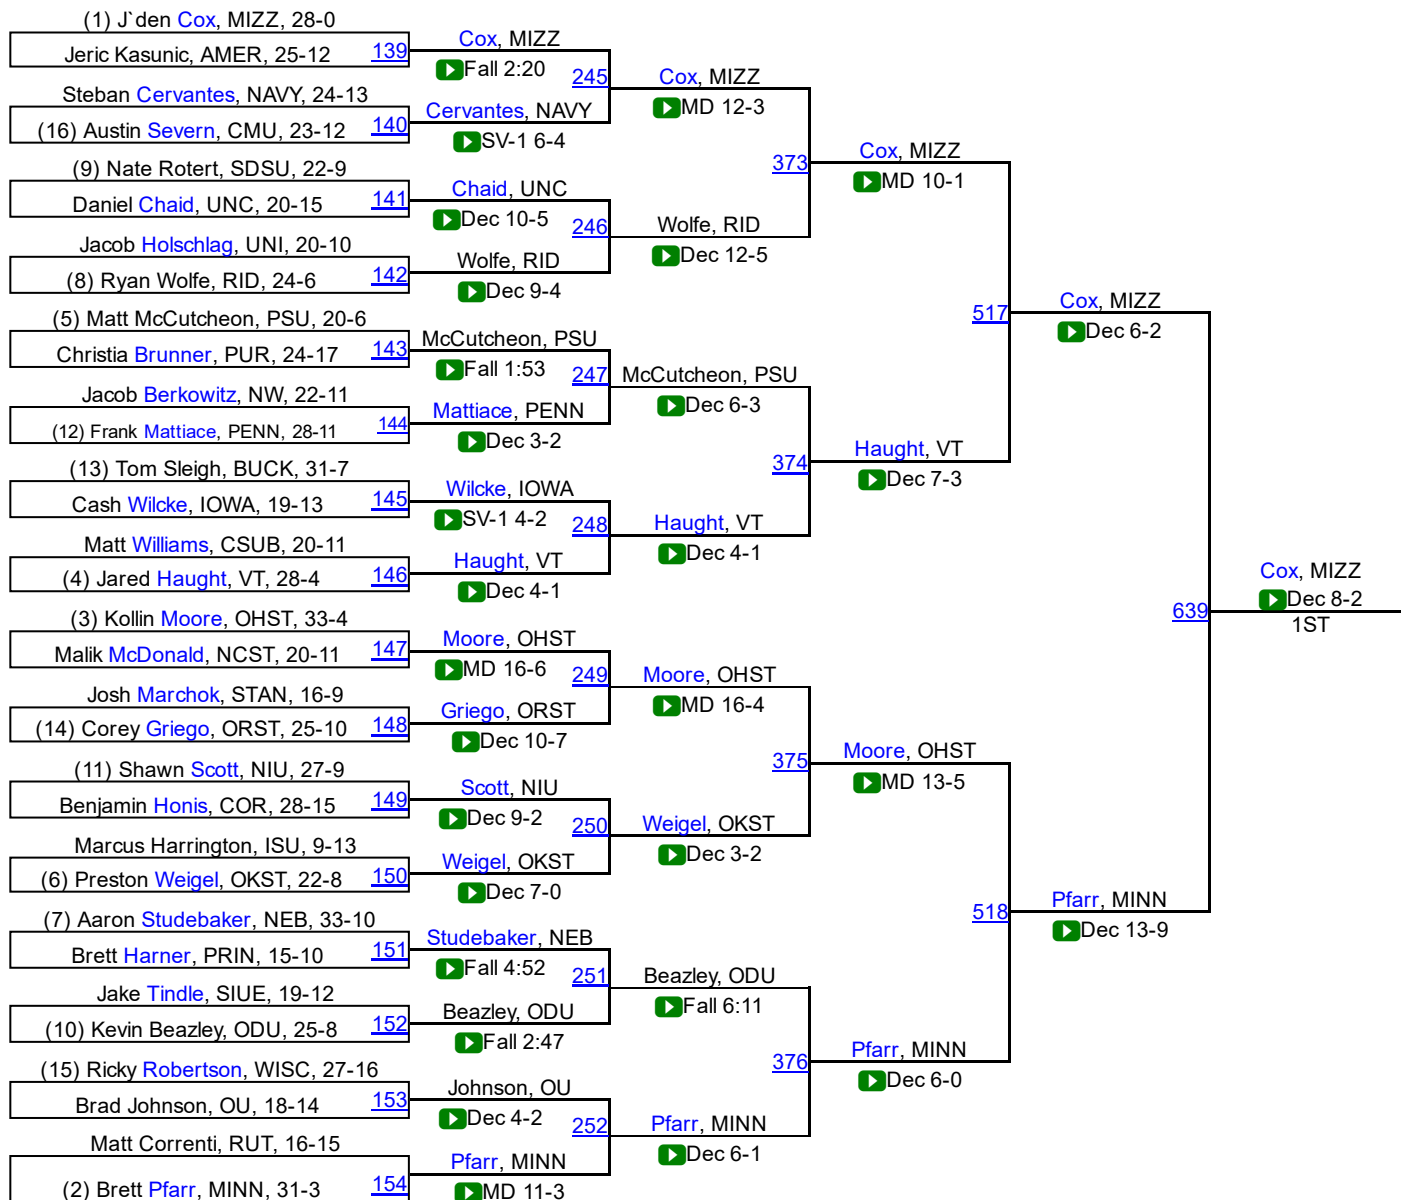 (1) J`den Cox, MIZZ, 28-0
Jeric Kasunic, AMER, 25-12
139
Steban Cervantes, NAVY, 24-13
(16) Austin Severn, CMU, 23-12
140
(9) Nate Rotert, SDSU, 22-9
Daniel Chaid, UNC, 20-15
141
Jacob Holschlag, UNI, 20-10
(8) Ryan Wolfe, RID, 24-6
142
(5) Matt McCutcheon, PSU, 20-6
Christia Brunner, PUR, 24-17
143
Jacob Berkowitz, NW, 22-11
(12) Frank Mattiace, PENN, 28-11
144
(13) Tom Sleigh, BUCK, 31-7
Cash Wilcke, IOWA, 19-13
145
Matt Williams, CSUB, 20-11
(4) Jared Haught, VT, 28-4
146
(3) Kollin Moore, OHST, 33-4
Malik McDonald, NCST, 20-11
147
Josh Marchok, STAN, 16-9
(14) Corey Griego, ORST, 25-10
148
(11) Shawn Scott, NIU, 27-9
Benjamin Honis, COR, 28-15
149
Marcus Harrington, ISU, 9-13
(6) Preston Weigel, OKST, 22-8
150
(7) Aaron Studebaker, NEB, 33-10
Brett Harner, PRIN, 15-10
151
Jake Tindle, SIUE, 19-12
(10) Kevin Beazley, ODU, 25-8
152
(15) Ricky Robertson, WISC, 27-16
Brad Johnson, OU, 18-14
153
Matt Correnti, RUT, 16-15
(2) Brett Pfarr, MINN, 31-3
154
Cox, MIZZ
Fall 2:20
245
Cervantes, NAVY
SV-1 6-4
Chaid, UNC
Dec 10-5
246
Wolfe, RID
Dec 9-4
McCutcheon, PSU
Fall 1:53
247
Mattiace, PENN
Dec 3-2
Wilcke, IOWA
SV-1 4-2
248
Haught, VT
Dec 4-1
Moore, OHST
MD 16-6
249
Griego, ORST
Dec 10-7
Scott, NIU
Dec 9-2
250
Weigel, OKST
Dec 7-0
Studebaker, NEB
Fall 4:52
251
Beazley, ODU
Fall 2:47
Johnson, OU
Dec 4-2
252
Pfarr, MINN
MD 11-3
Cox, MIZZ
MD 12-3
373
Wolfe, RID
Dec 12-5
McCutcheon, PSU
Dec 6-3
374
Haught, VT
Dec 4-1
Moore, OHST
MD 16-4
375
Weigel, OKST
Dec 3-2
Beazley, ODU
Fall 6:11
376
Pfarr, MINN
Dec 6-1
Cox, MIZZ
MD 10-1
517
Haught, VT
Dec 7-3
Moore, OHST
MD 13-5
518
Pfarr, MINN
Dec 6-0
Cox, MIZZ
Dec 6-2
639
Pfarr, MINN
Dec 13-9
Cox, MIZZ
Dec 8-2
1ST